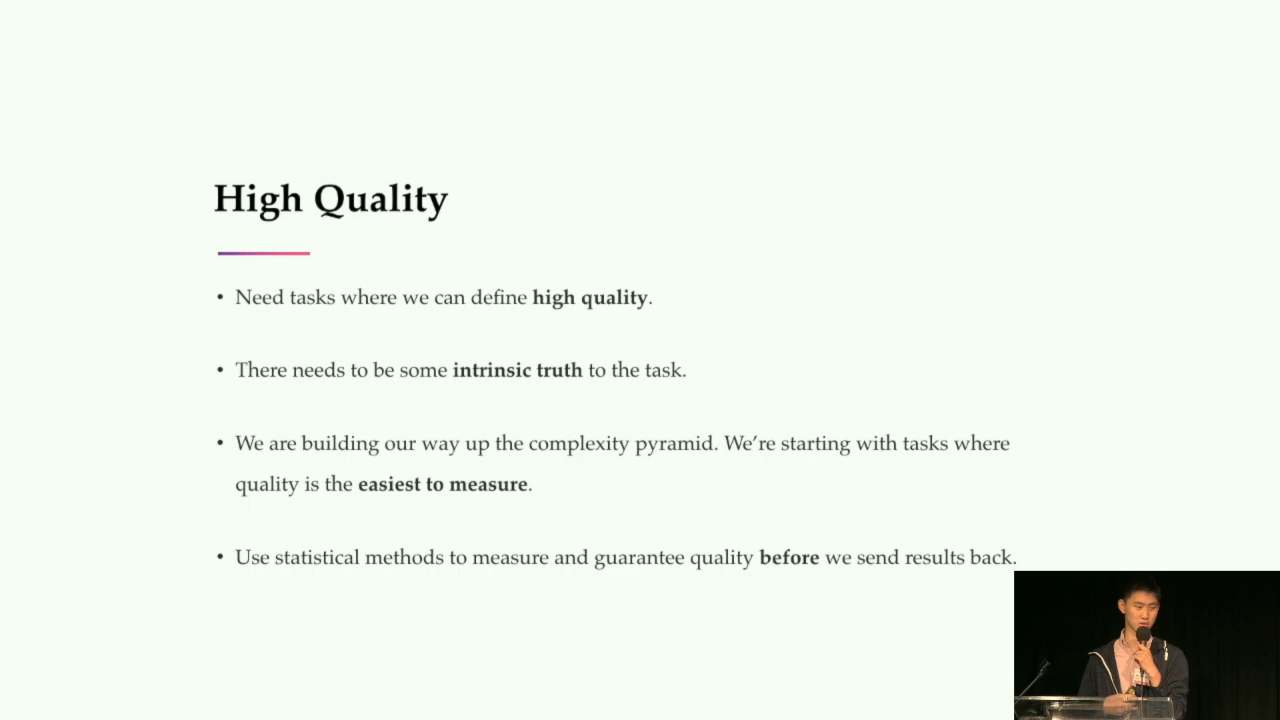 High Quality
• Need tasks where we can define high quality.
• There needs to be some intrinsic truth to the task.
• We are building our way up the complexity pyramid. We’re starting with tasks where
quality is the easiest to measure.
• Use statistical methods to measure and guarantee quality before we send results back.